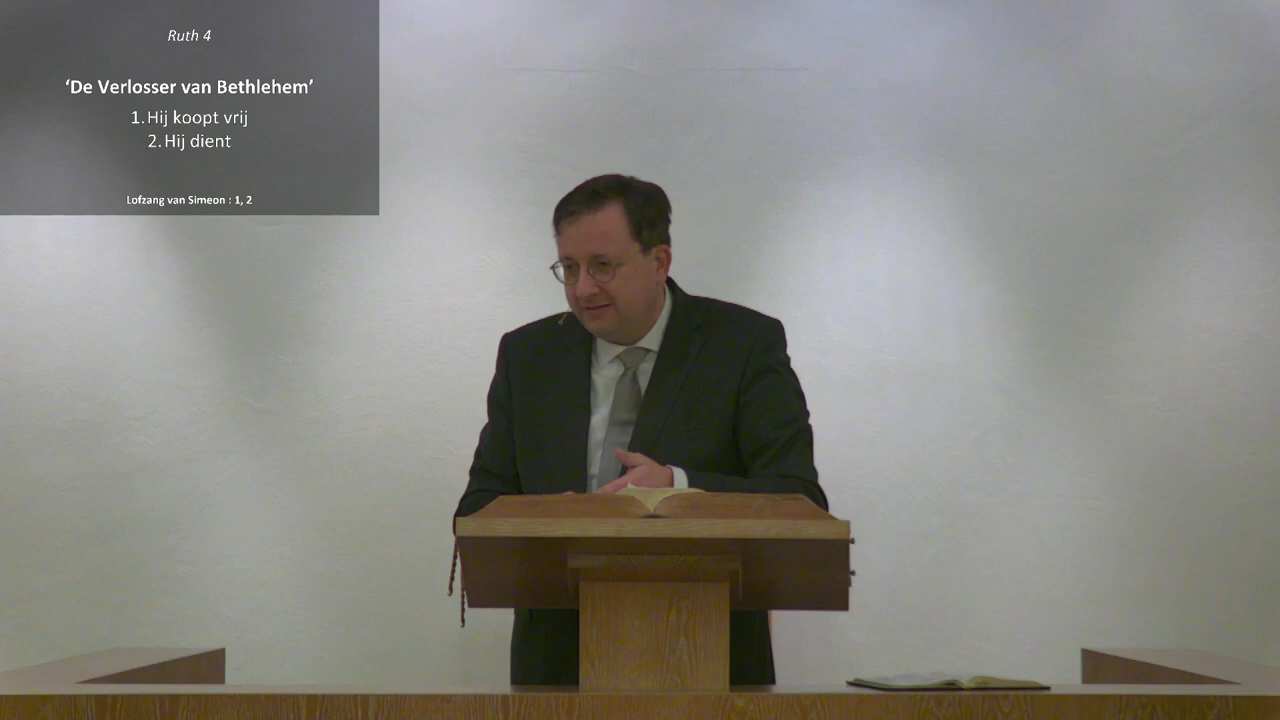 Ruth 4
‘De Verlosser van Bethlehem’
1. Hij koopt vrij
2. Hij dient
Lofzang van Simeon : 1, 2